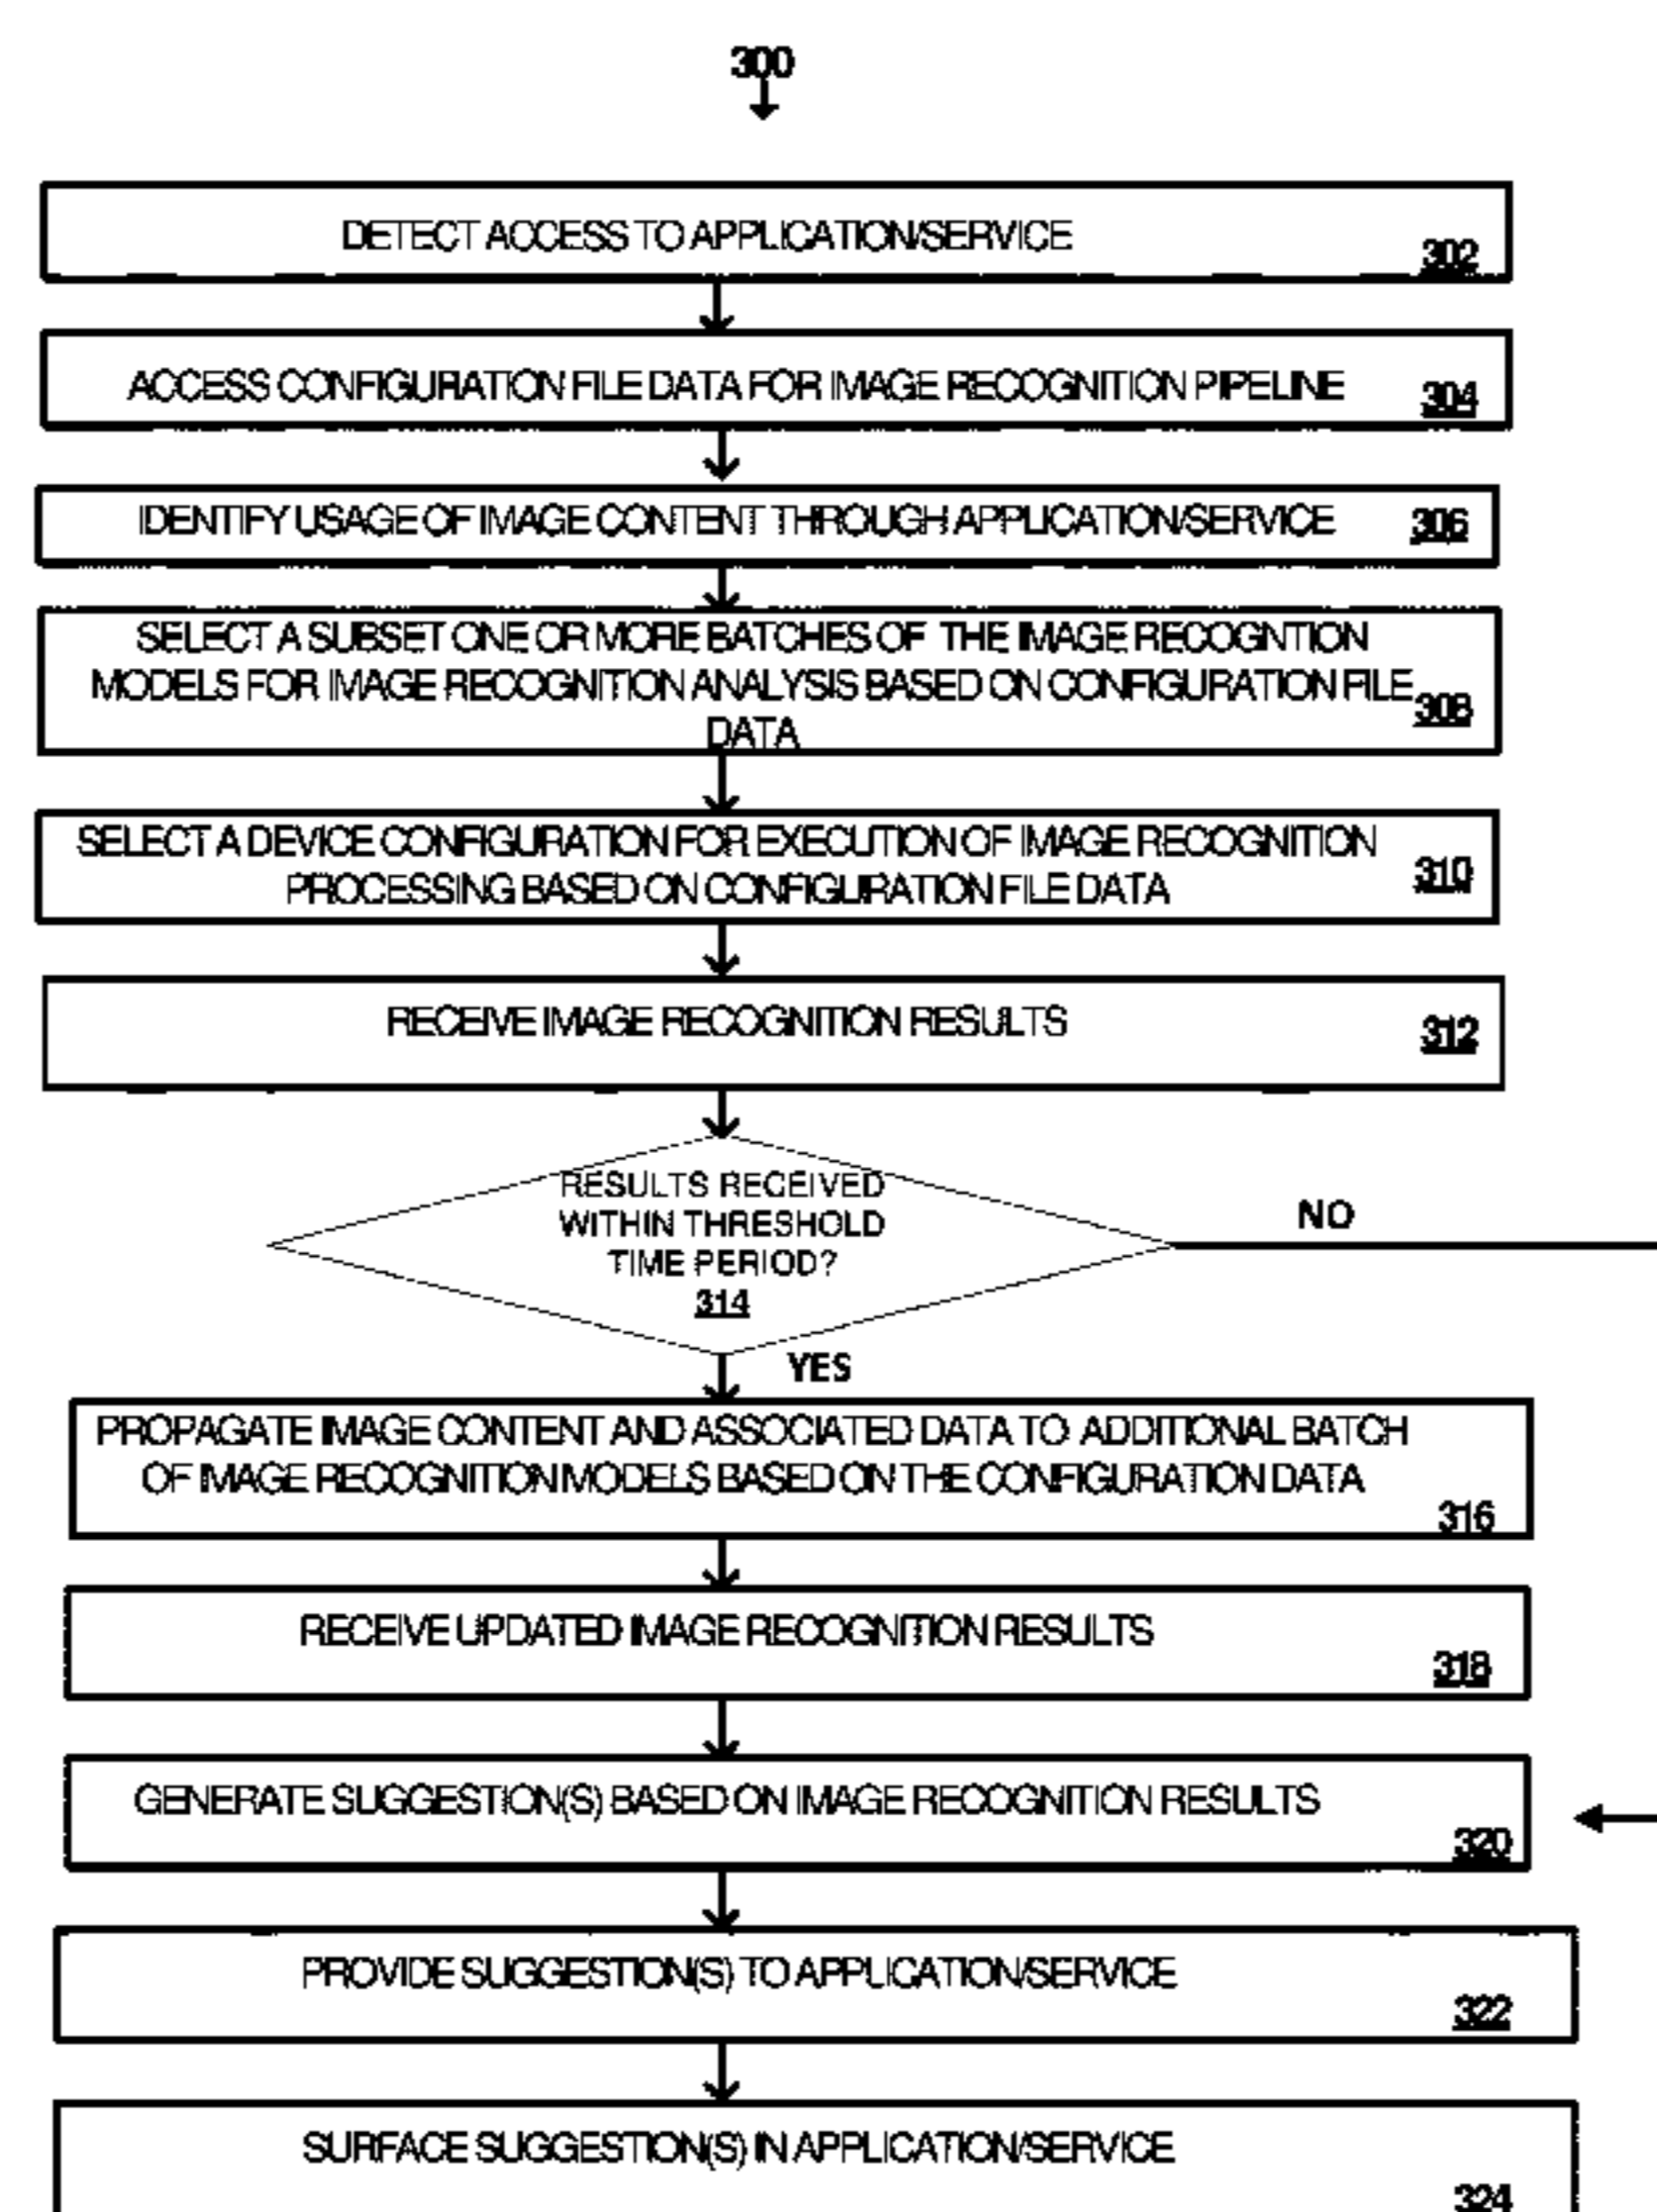 300
DETECT ACCESS TO APPLICATION/SERVICE
302
ACCESS CONFIGURATION FILE DATA FOR IMAGE RECOGNITION PIPELINE
304
IDENTIFY USAGE OF IMAGE CONTENT THROUGH APPLICATION/SERVICE
306
SELECT A SUBSET ONE OR MORE BATCHES OF THE IMAGE RECOGNTION
MODELS FOR IMAGE RECOGNITION ANALYSIS BASED ON CONFIGURATION FILE
DATA
308
SELECT A DEVICE CONFIGURATION FOR EXECUTION OF IMAGE RECOGNITION
PROCESSING BASED ON CONFIGURATION FILE DATA
310
RECEIVE IMAGE RECOGNITION RESULTS
312
RESULTS RECEIVED
WITHIN THRESHOLD
TIME PERIOD?
314
NO
YES
PROPAGATE IMAGE CONTENT AND ASSOCIATED DATA TO ADDITIONAL BATCH
OF IMAGE RECOGNITION MODELS BASED ON THE CONFIGURATION DATA
316
RECEIVE UPDATED IMAGE RECOGNITION RESULTS
318
GENERATE SUGGESTION(S) BASED ON IMAGE RECOGNITION RESULTS
320
PROVIDE SUGGESTION(S) TO APPLICATION/SERVICE
322
SURFACE SUGGESTION(S) IN APPLICATION/SERVICE
324